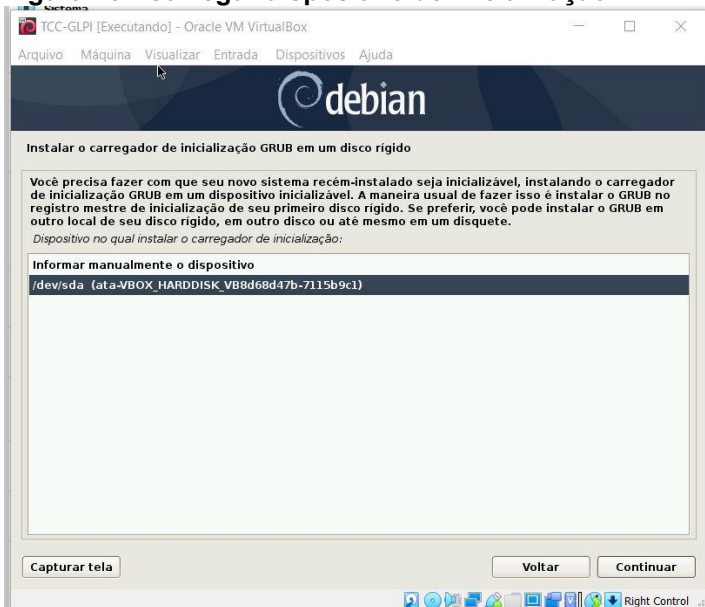 Sistema
TCC-GLPI [Executando] - Oracle VM VirtualBox
Arquivo Máquina Visualizar Entrada Dispositivos Ajuda
debian
Instalar o carregador de inicialização GRUB em um disco rígido
Você precisa fazer com que seu novo sistema recém-instalado seja inicializável, instalando o carregador
de inicialização GRUB em um dispositivo inicializável. A maneira usual de fazer isso é instalar o GRUB no
registro mestre de inicialização de seu primeiro disco rígido. Se preferir, você pode instalar o GRUB em
outro local de seu disco rígido, em outro disco ou até mesmo em um disquete.
Dispositivo no qual instalar o carregador de inicialização:
Informar manualmente o dispositivo
/dev/sda (ata-VBOX_HARDDISK_VB8d68d47b-7115b9c1)
Capturar tela Voltar Continuar
Right Control